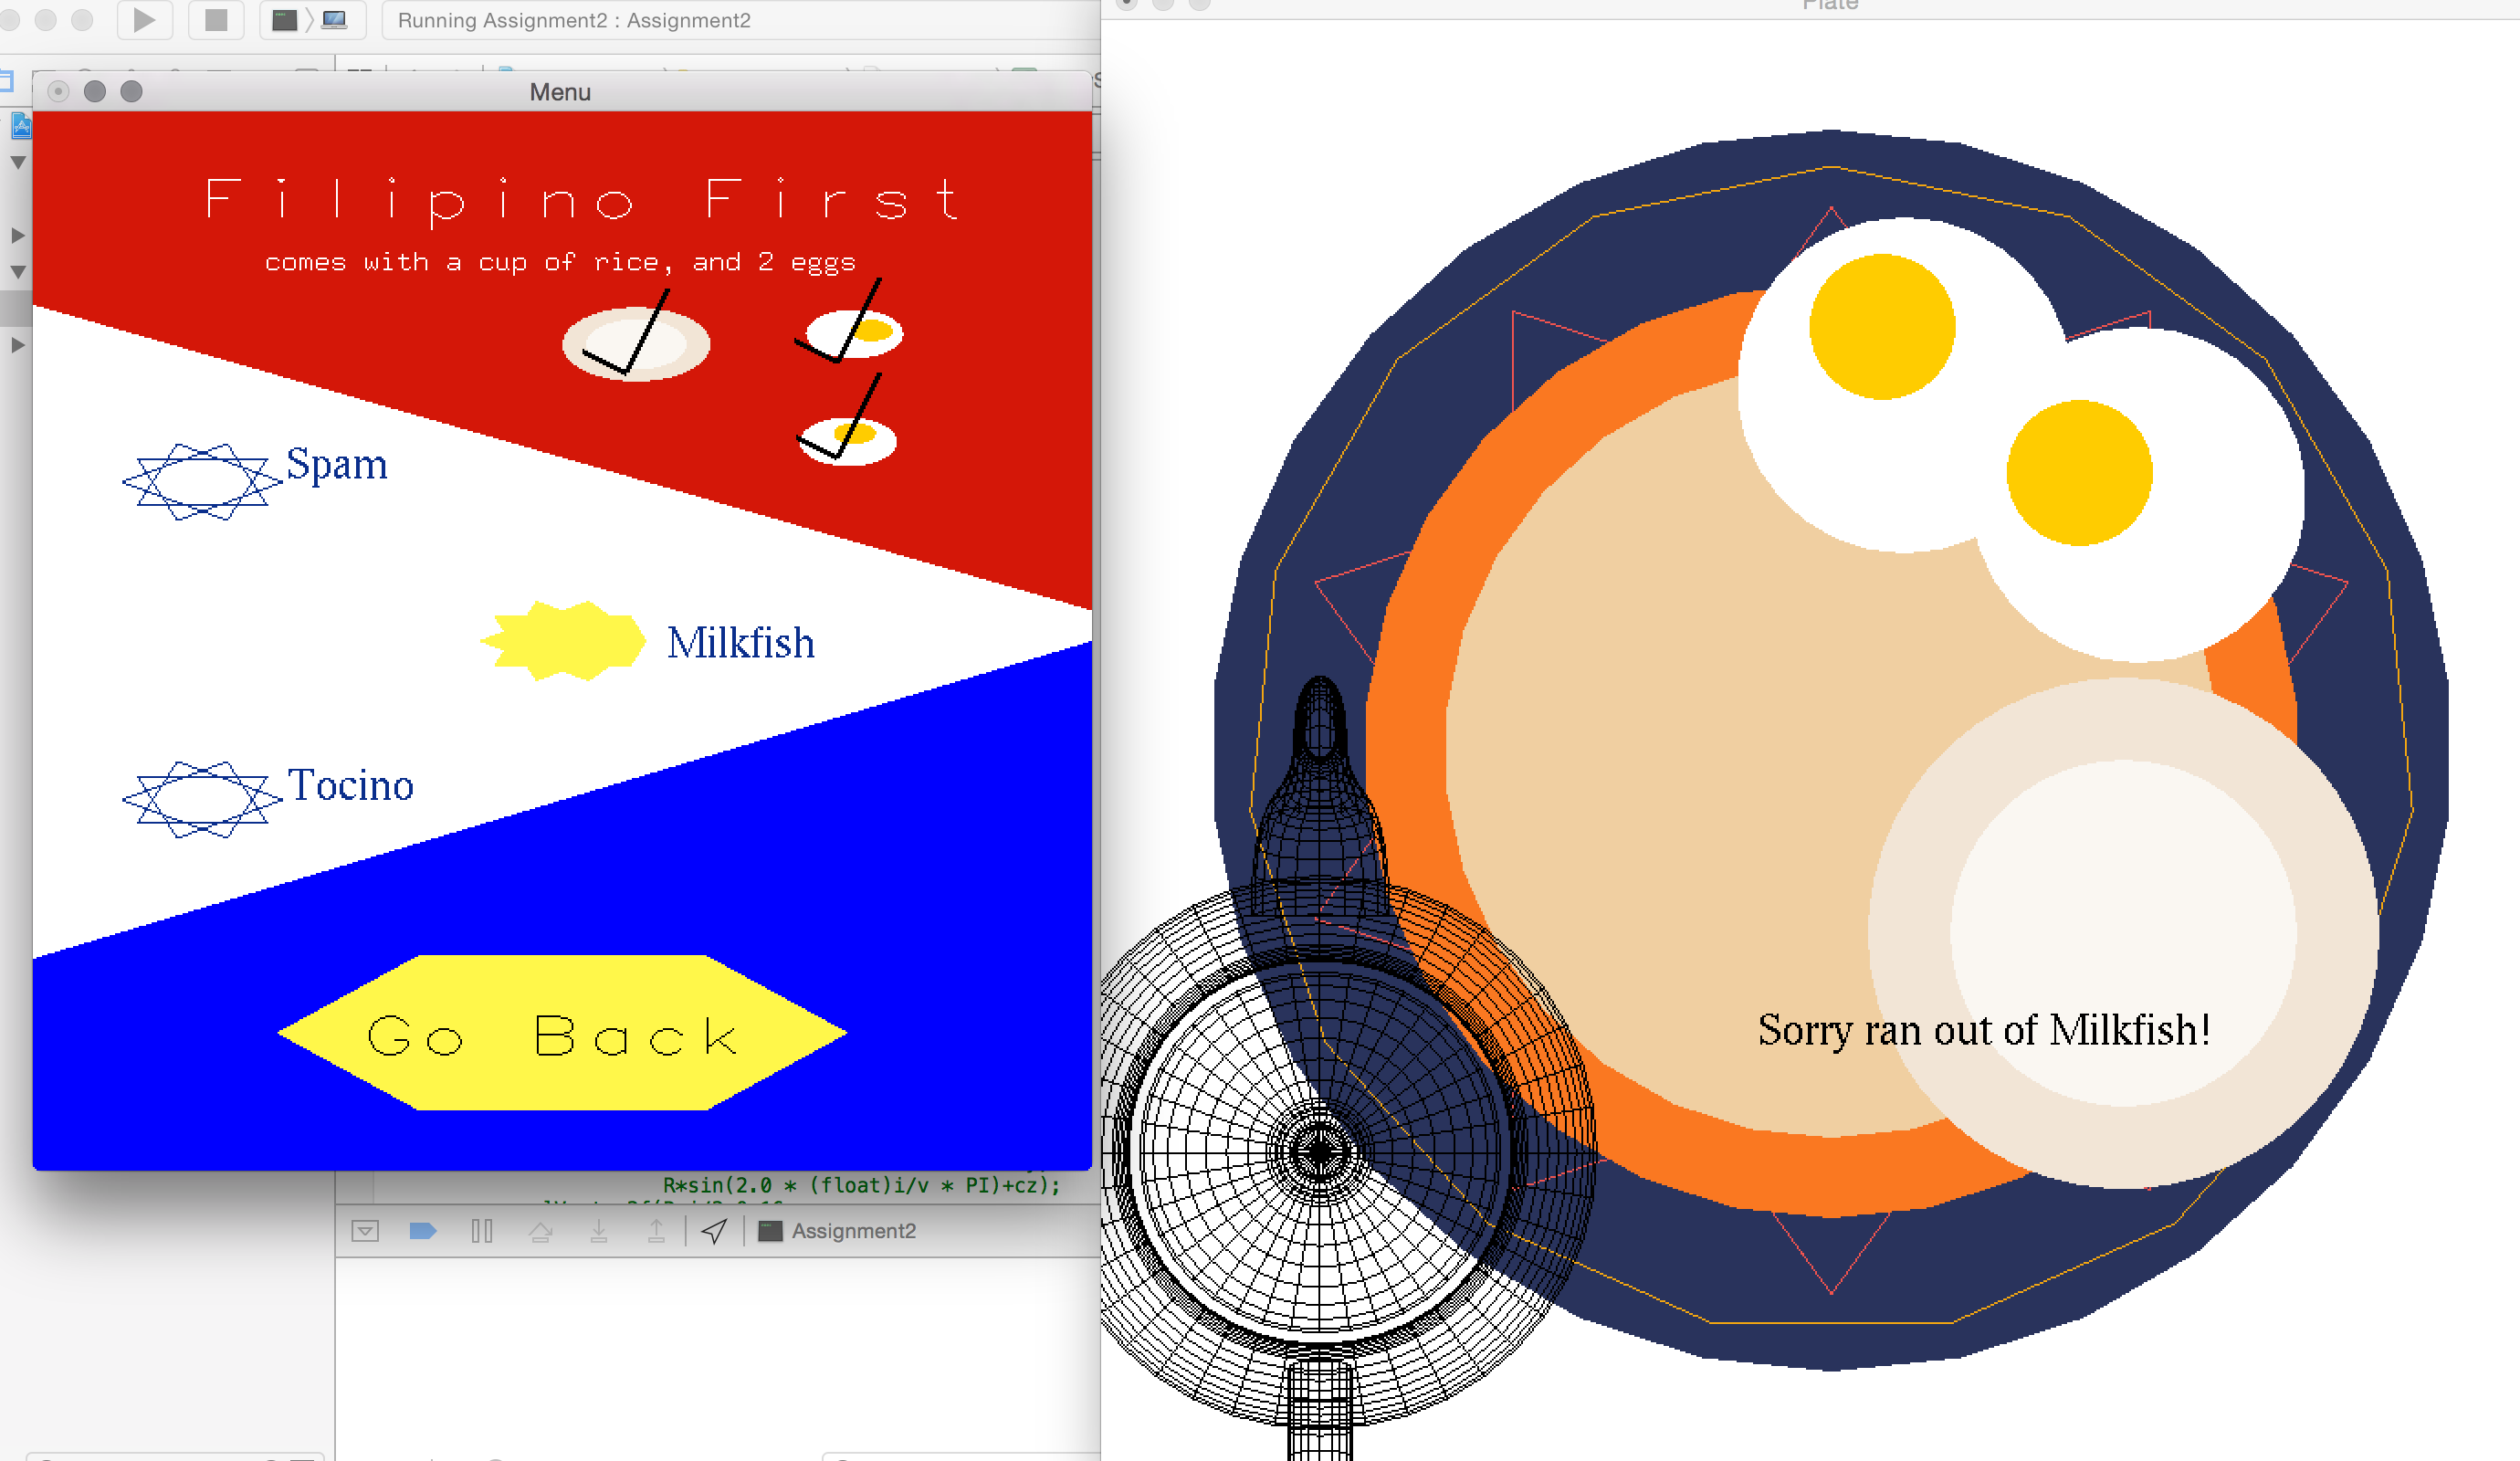 Running Assignment2 : Assignment2
Menu
Filipino First
comes with a cup of rice, and 2 eggs
Spam
Milkfish
Tocino
Go Back
R*sin(2.0 * (float)i/v * PI)+cz);
Assignment2
Plate
Sorry ran out of Milkfish!